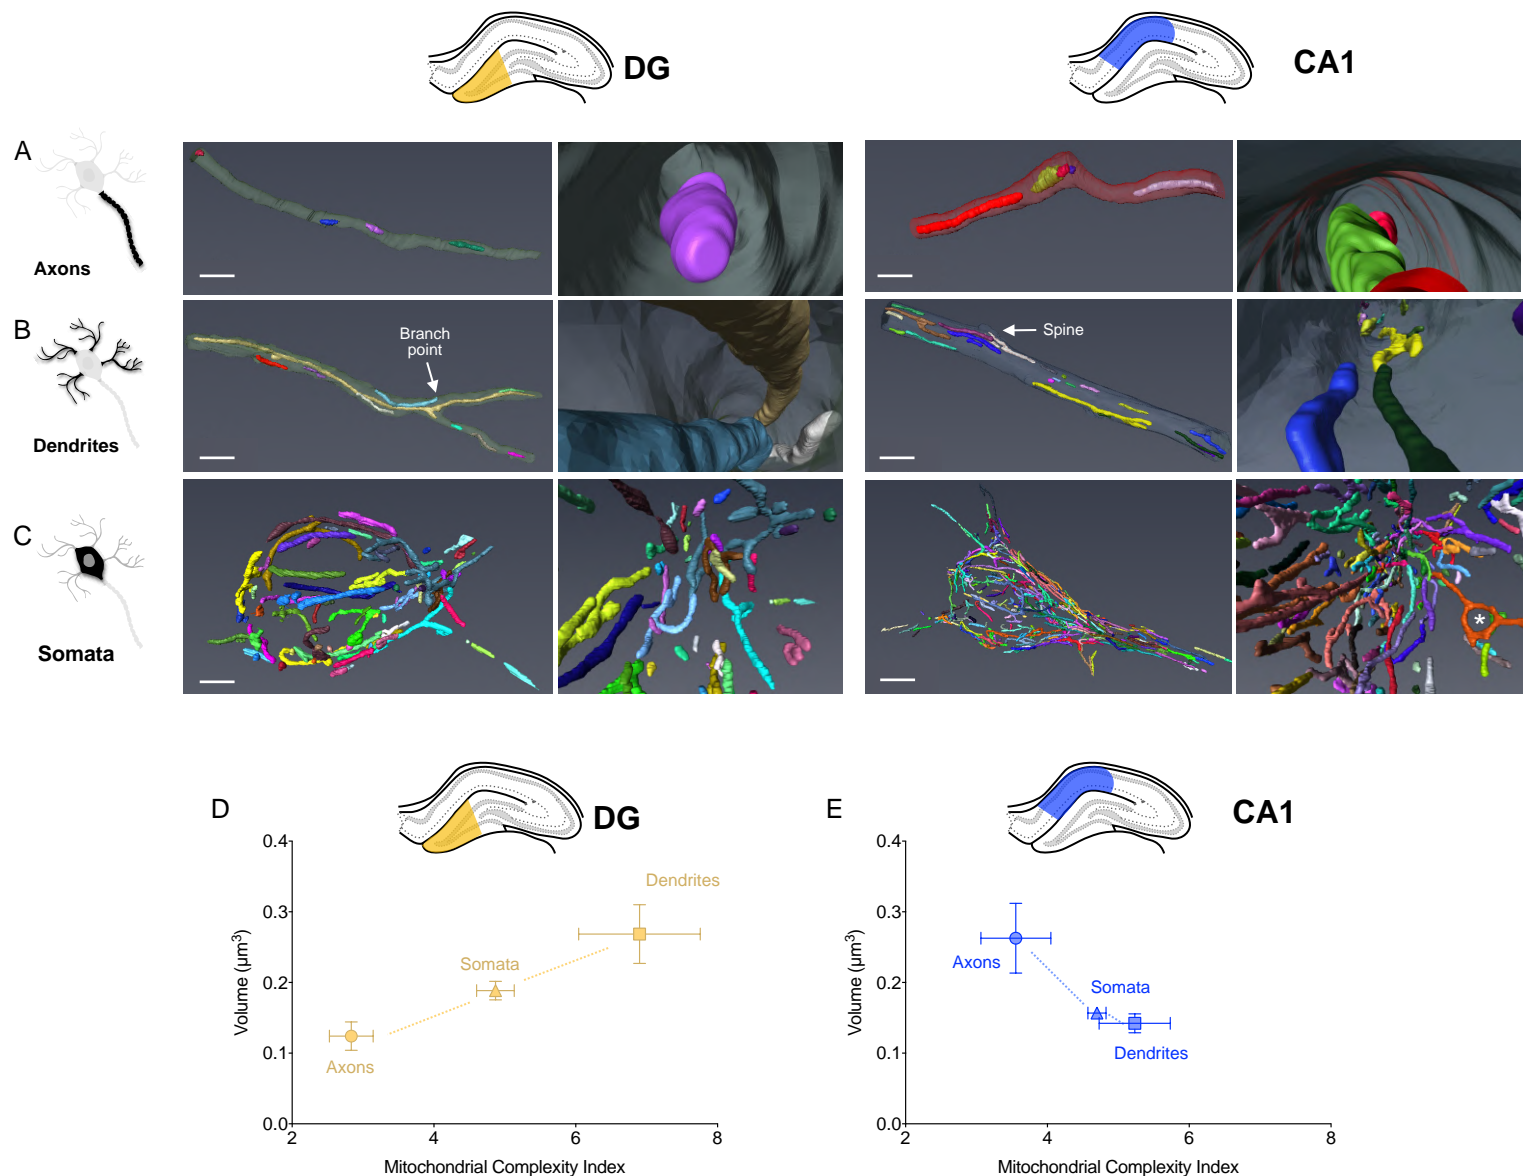 DG
CA1
A
Axons
B
Branch
point
Spine
Dendrites
C
Somata
*
D
DG
0.4
0.3
0.2
0.1
0.0
Volume (µm³)
Dendrites
Somata
Axons
2
4
6
8
Mitochondrial Complexity Index
E
CA1
0.4
0.3
0.2
0.1
0.0
Volume (µm³)
Axons
Somata
Dendrites
2
4
6
8
Mitochondrial Complexity Index